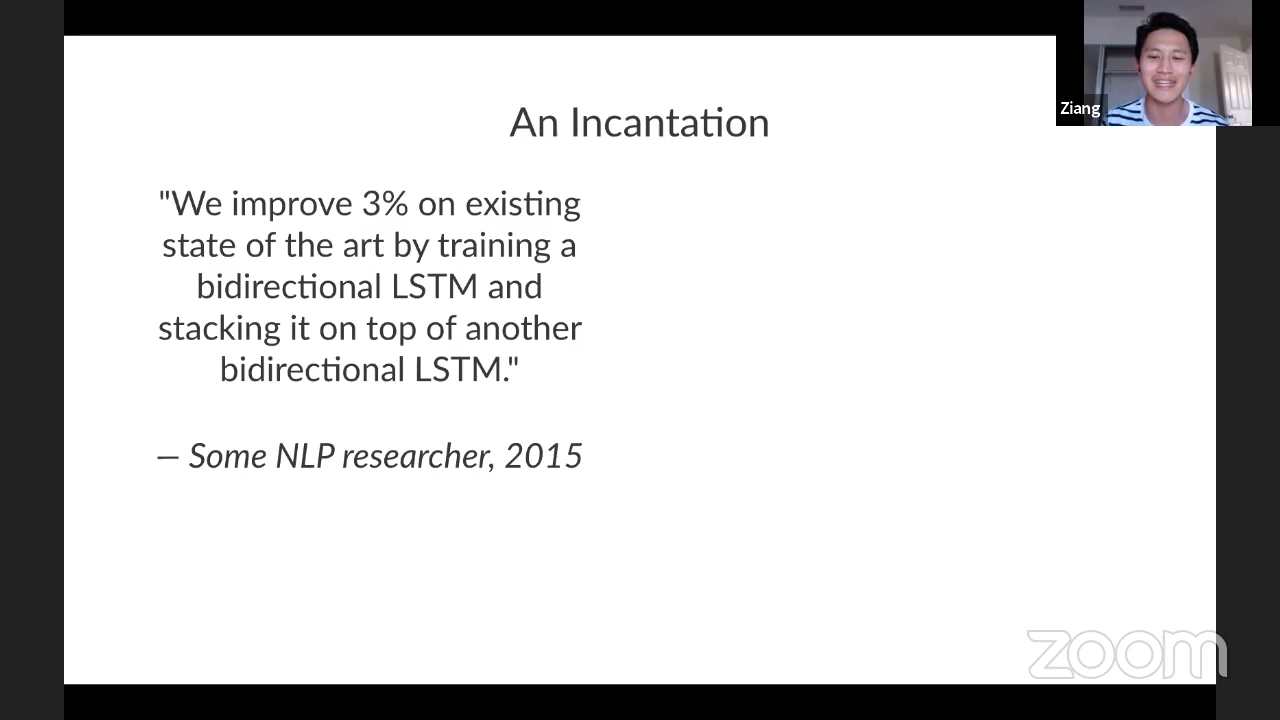 An Incantation
"We improve 3% on existing
state of the art by training a
bidirectional LSTM and
stacking it on top of another
bidirectional LSTM."
— Some NLP researcher, 2015
Ziang
zoom